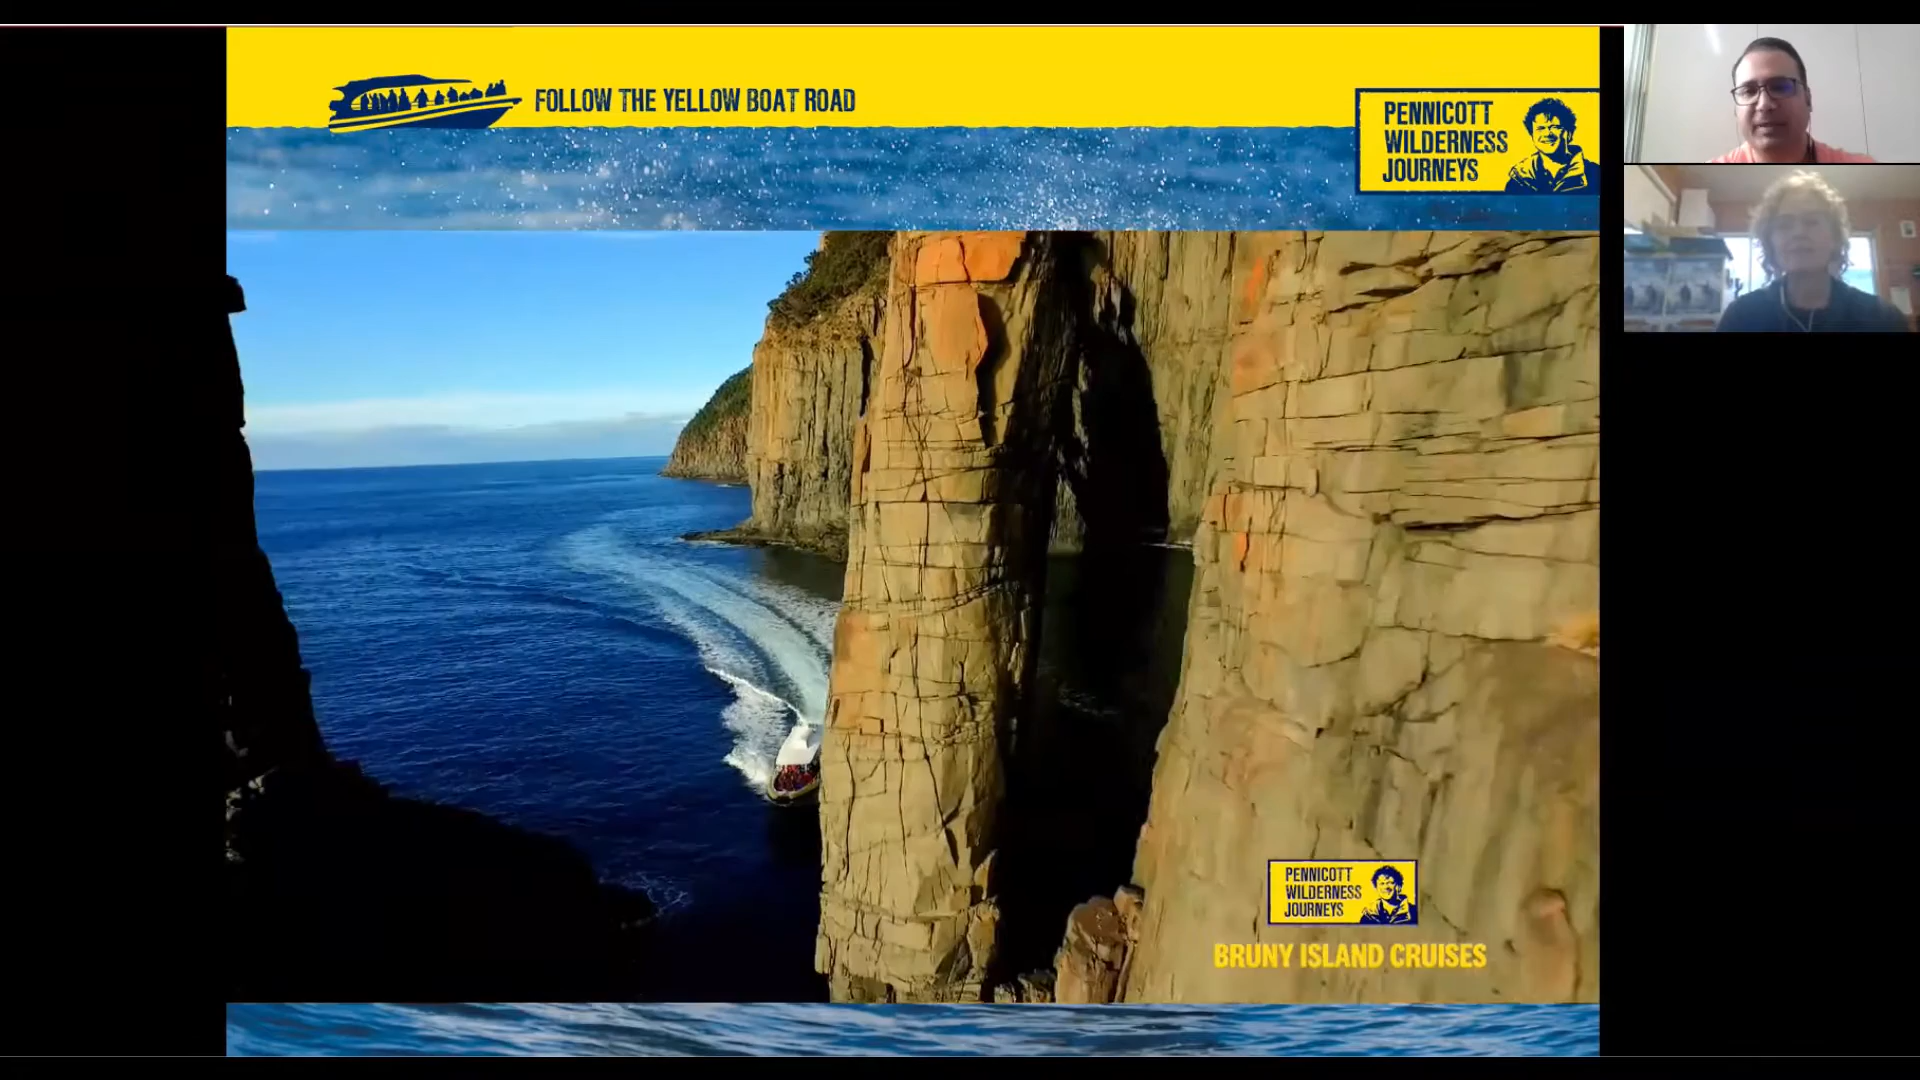 FOLLOW THE YELLOW BOAT ROAD
PENNICOTT
WILDERNESS
JOURNEYS
PENNICOTT
WILDERNESS
JOURNEYS
BRUNY ISLAND CRUISES